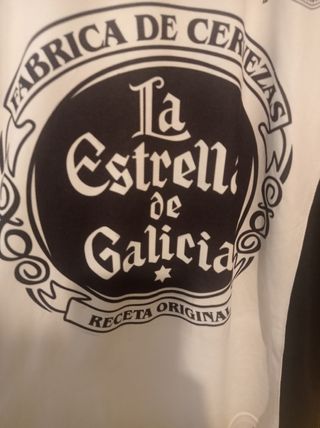 FABRICA DE CERVEZAS
La
Estrella
de
Galicia
RECETA ORIGINAL